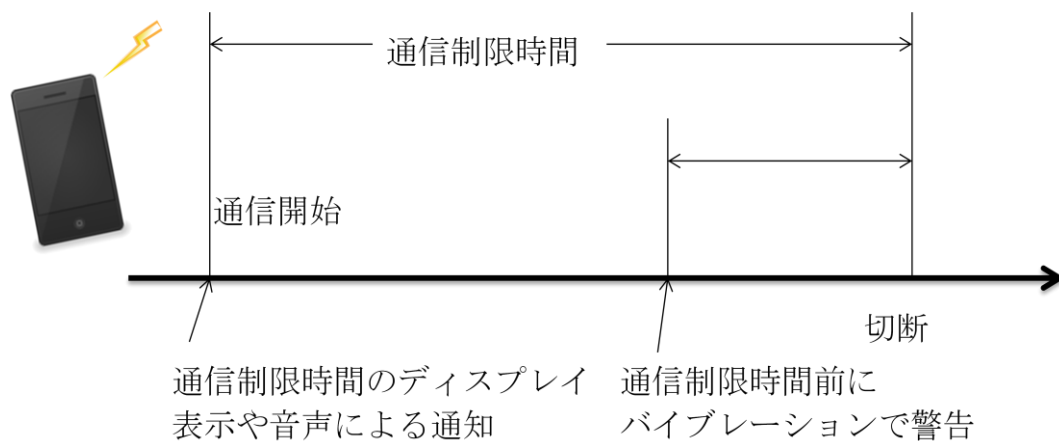 通信制限時間
通信開始
切断
通信制限時間のディスプレイ
表示や音声による通知
通信制限時間前に
バイブレーションで警告